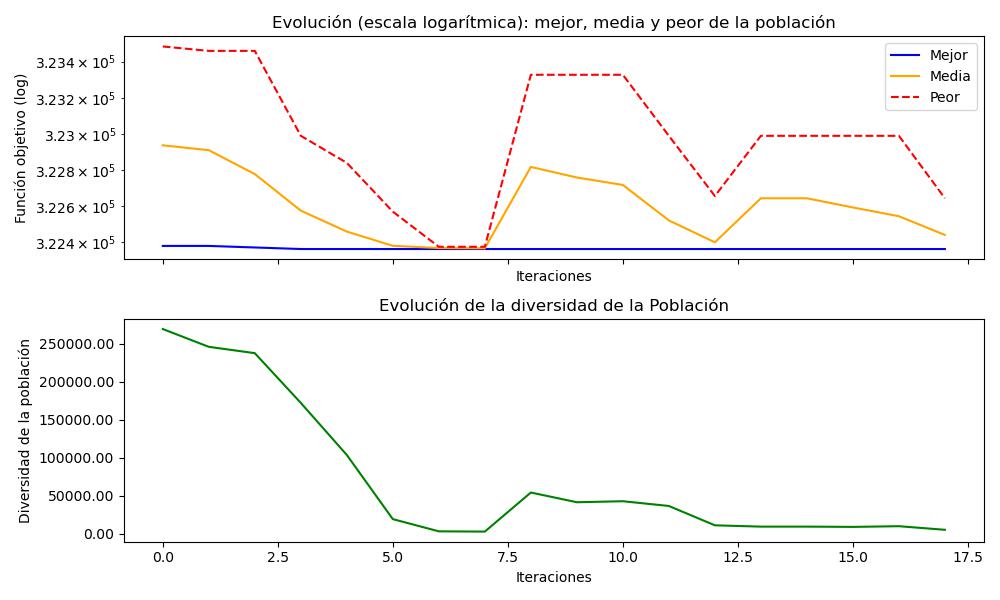 Evolución (escala logarítmica): mejor, media y peor de la población
Función objetivo (log)
3.234 × 10⁵
3.232 × 10⁵
3.23 × 10⁵
3.228 × 10⁵
3.226 × 10⁵
3.224 × 10⁵
Mejor
Media
Peor
Iteraciones
Evolución de la diversidad de la Población
Diversidad de la población
250000.00
200000.00
150000.00
100000.00
50000.00
0.00
0.0 2.5 5.0 7.5 10.0 12.5 15.0 17.5
Iteraciones